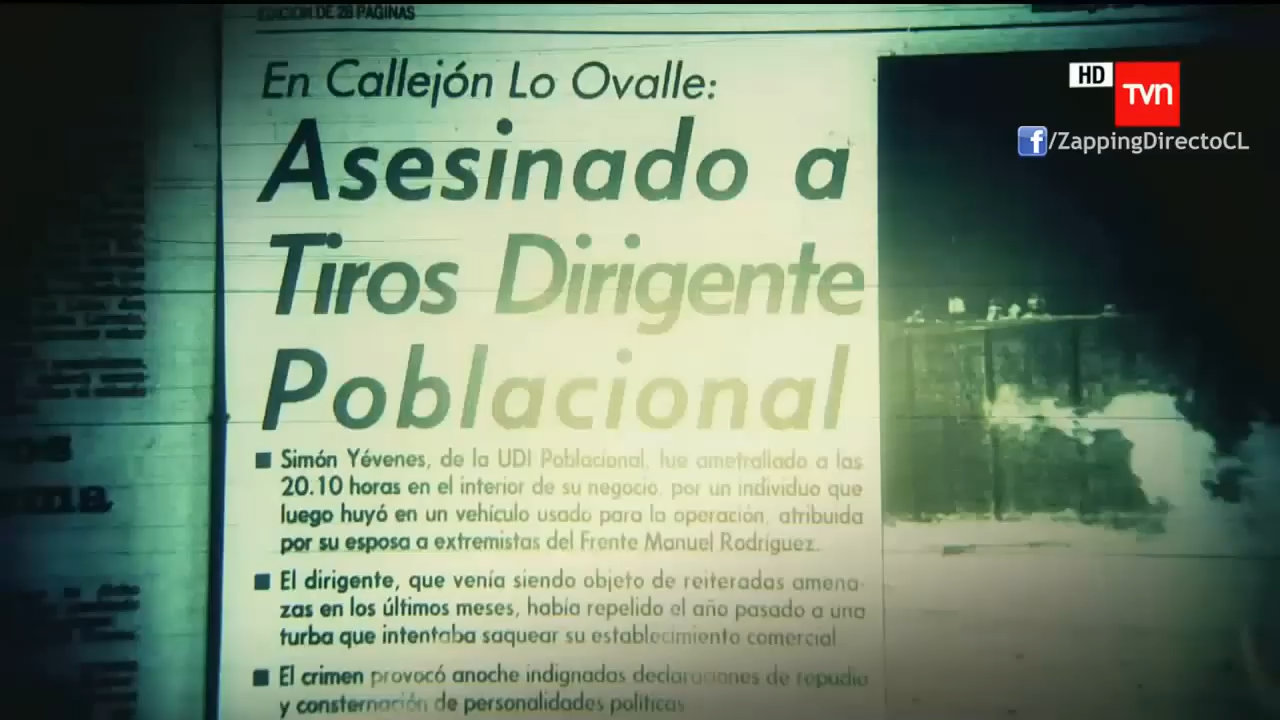 EDICION DE 28 PAGINAS
En Callejón Lo Ovalle:
Asesinado a
Tiros Dirigente
Poblacional
■ Simón Yévenes, de la UDI Poblacional, fue ametrallado a las
20.10 horas en el interior de su negocio, por un individuo que
luego huyó en un vehículo usado para la operación, atribuida
por su esposa a extremistas del Frente Manuel Rodríguez.
■ El dirigente, que venía siendo objeto de reiteradas amena-
zas en los últimos meses, había repelido el año pasado a una
turba que intentaba saquear su establecimiento comercial
■ El crimen provocó anoche indignadas declaraciones de repudio
y consternación de personalidades políticas
HD TVN
f/ZappingDirectoCL